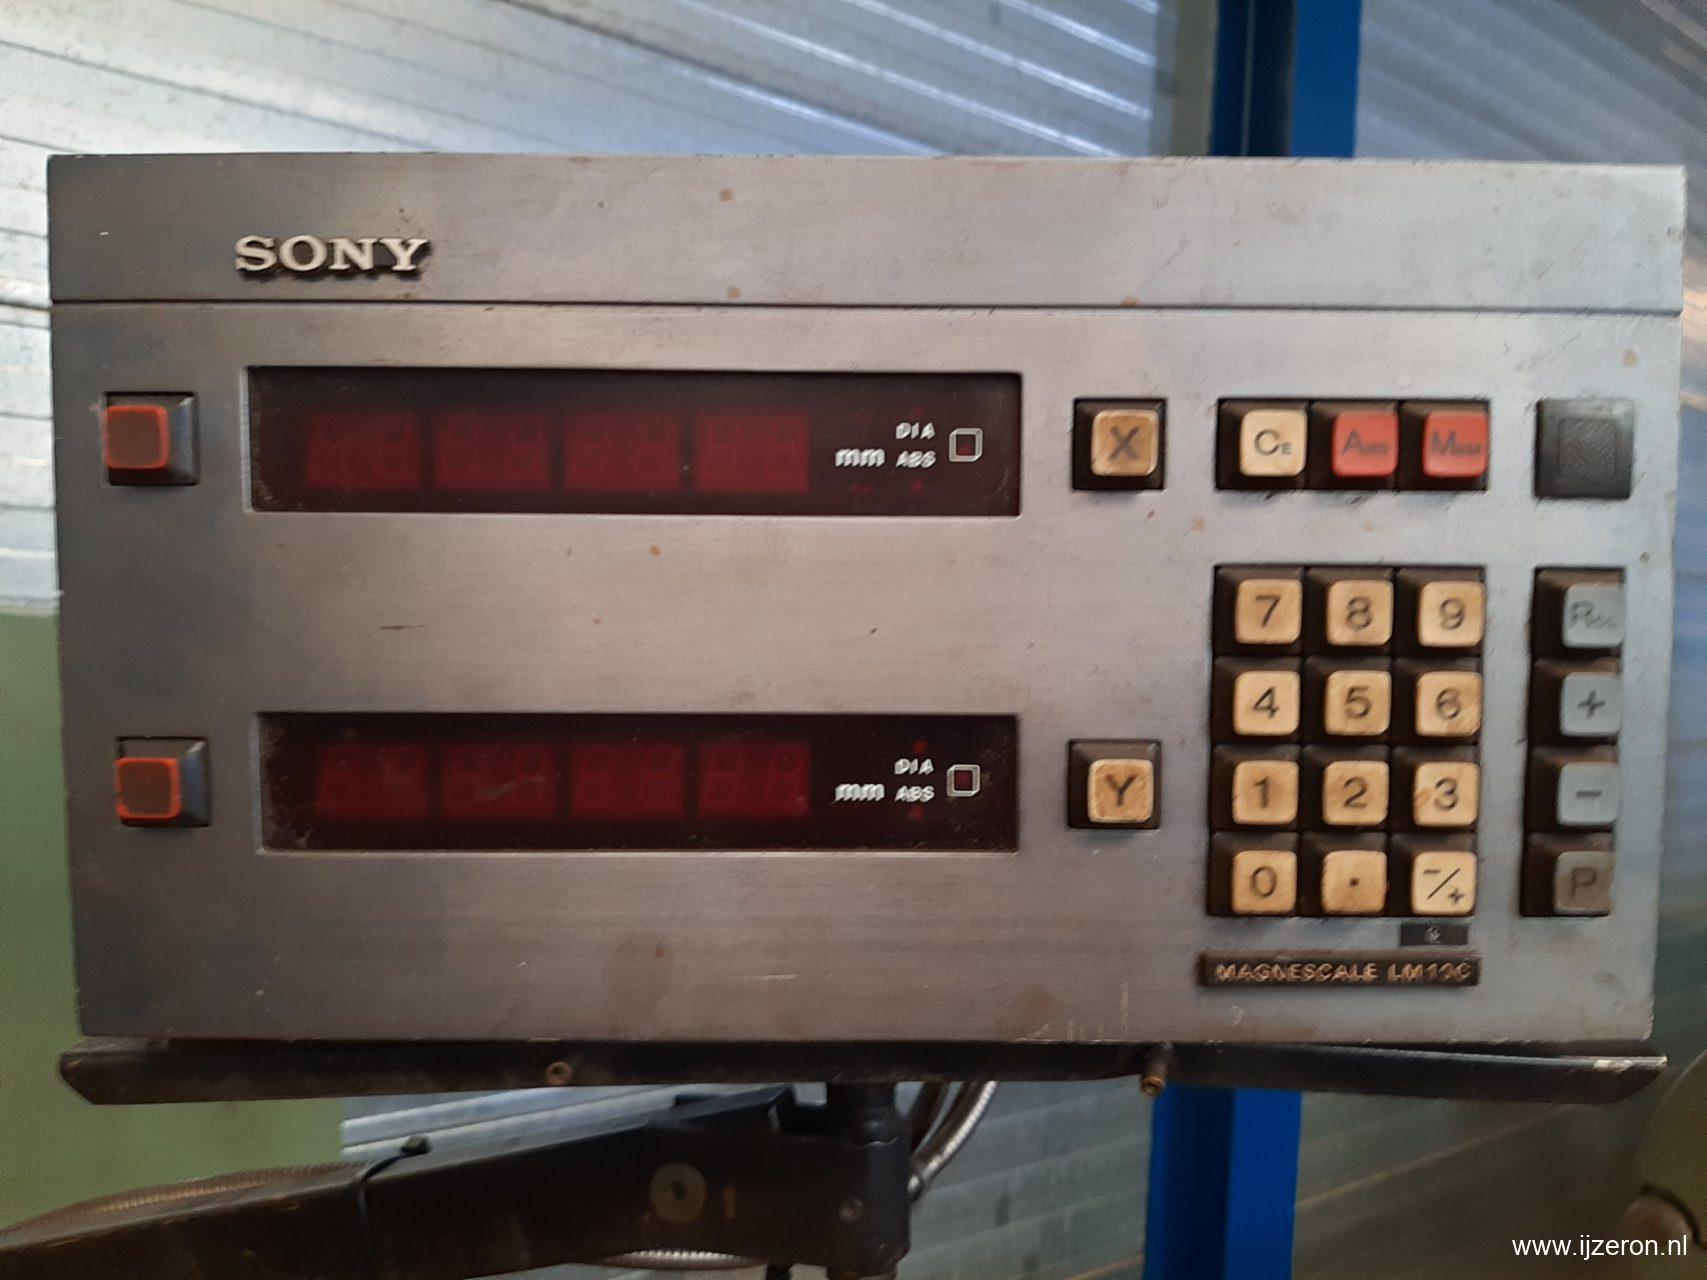 SONY
DIA
mm ABS
X
CE
ABS
MEM
7 8 9
4 5 6 +
DIA
mm ABS
Y
1 2 3 −
0 . −/+ P
MAGNESCALE LM10C
www.ijzeron.nl